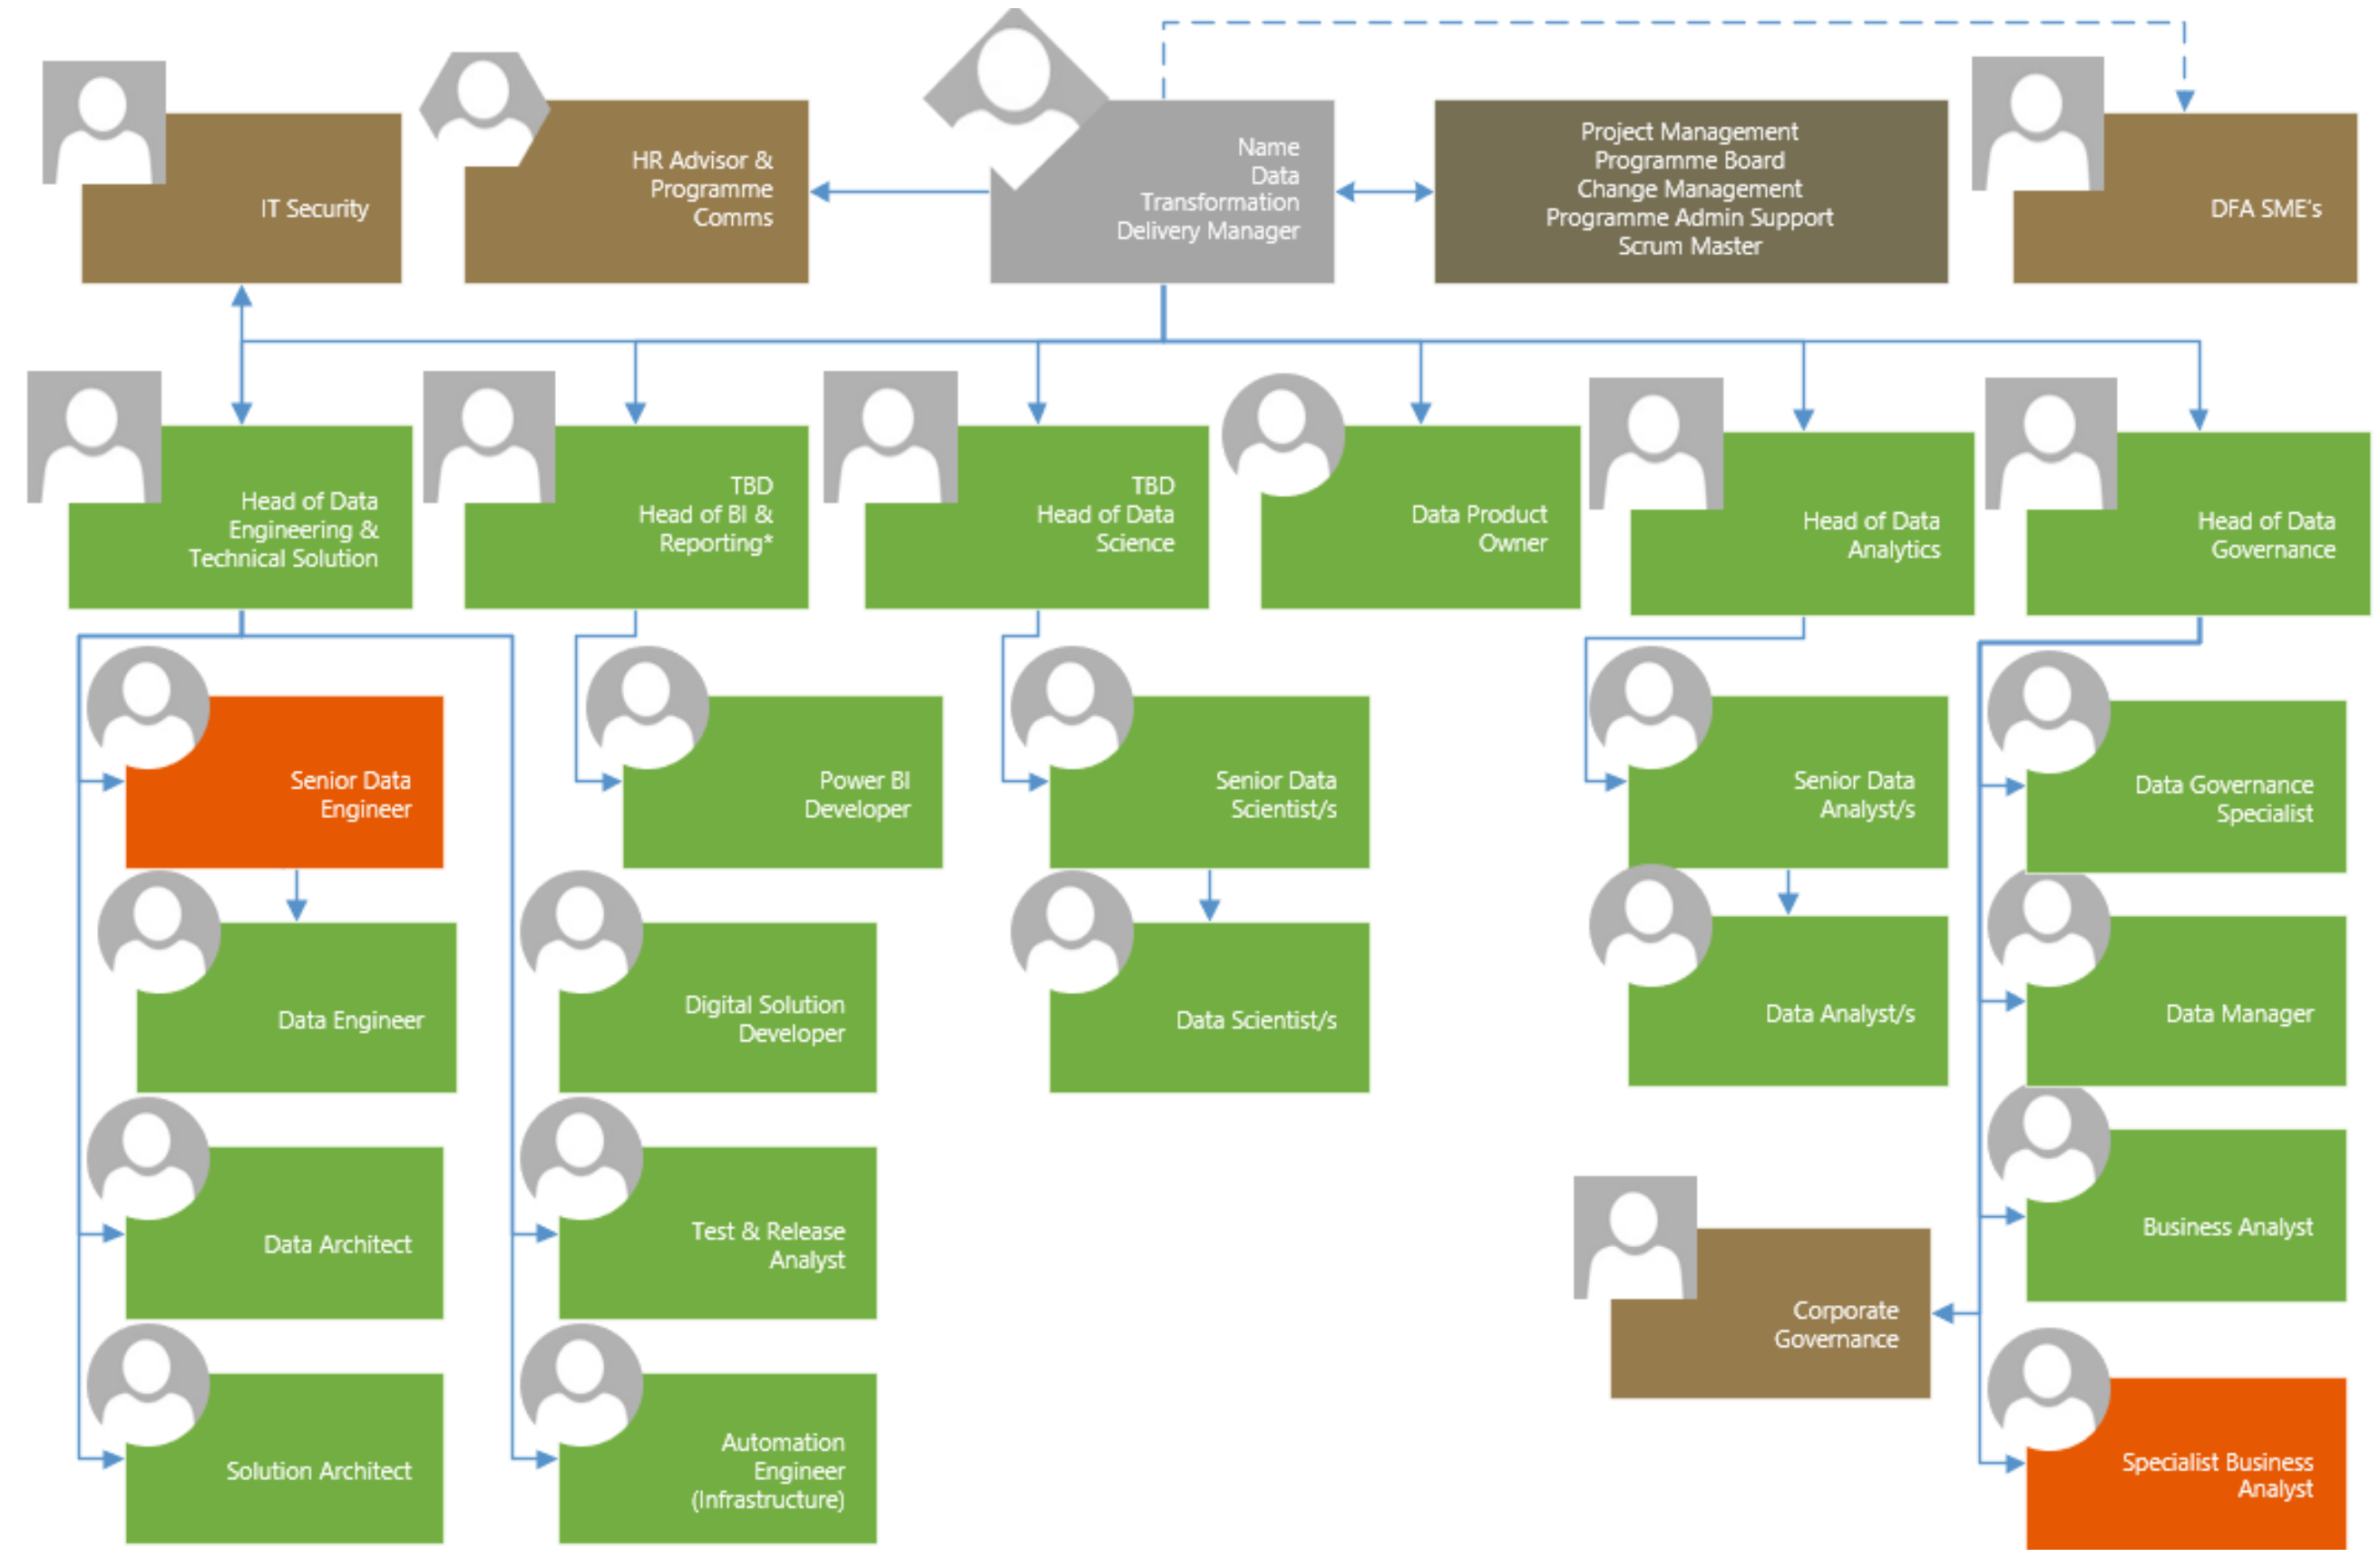 IT Security
HR Advisor &
Programme
Comms
Name
Data
Transformation
Delivery Manager
Project Management
Programme Board
Change Management
Programme Admin Support
Scrum Master
DFA SME's
Head of Data
Engineering &
Technical Solution
TBD
Head of BI &
Reporting*
TBD
Head of Data
Science
Data Product
Owner
Head of Data
Analytics
Head of Data
Governance
Senior Data
Engineer
Power BI
Developer
Senior Data
Scientist/s
Senior Data
Analyst/s
Data Governance
Specialist
Data Engineer
Digital Solution
Developer
Data Scientist/s
Data Analyst/s
Data Manager
Data Architect
Test & Release
Analyst
Business Analyst
Corporate
Governance
Solution Architect
Automation
Engineer
(Infrastructure)
Specialist Business
Analyst